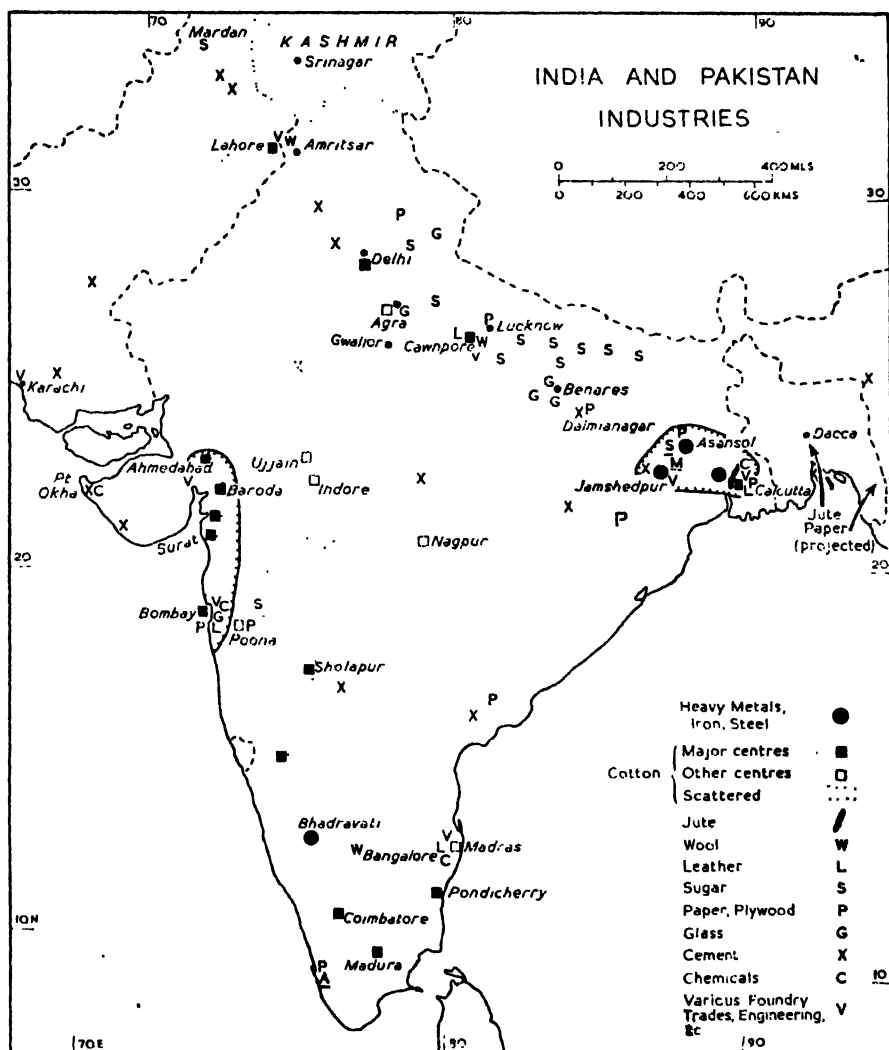 70
80
90
Mardan
S
KASHMIR
Srinagar
X
X
INDIA AND PAKISTAN
INDUSTRIES
Lahore
V W
Amritsar
0 200 400 MLS
0 200 400 600 KMS
30
30
X
P
X
S
G
Delhi
X
S
G
Agra
P
Lucknow
L
W
Gwalior
Cawnpore
V
S
S
S
S
S
S
S
X
V
Karachi
X
G
Benares
G
G
X P
Dalmianagar
X
P
Asansol
S
M
X
V
Jamshedpur
C
V
P
L
Calcutta
Dacca
Jute
Paper
(projected)
Ahmedabad
Ujjain
Pt
Okha
X C
V
Baroda
Indore
X
X
X
P
Surat
Nagpur
20
20
Bombay
V C
G
P L
S
P
Poona
Sholapur
X
P
X
Bhadravati
W
Bangalore
V
L
C
Madras
Pondicherry
10N
Coimbatore
Madura
P
A
10
Heavy Metals,
Iron, Steel
Cotton
Major centres
Other centres
Scattered
Jute
Wool W
Leather L
Sugar S
Paper, Plywood P
Glass G
Cement X
Chemicals C
Varicus Foundry
Trades, Engineering, V
&c
70E
80
90